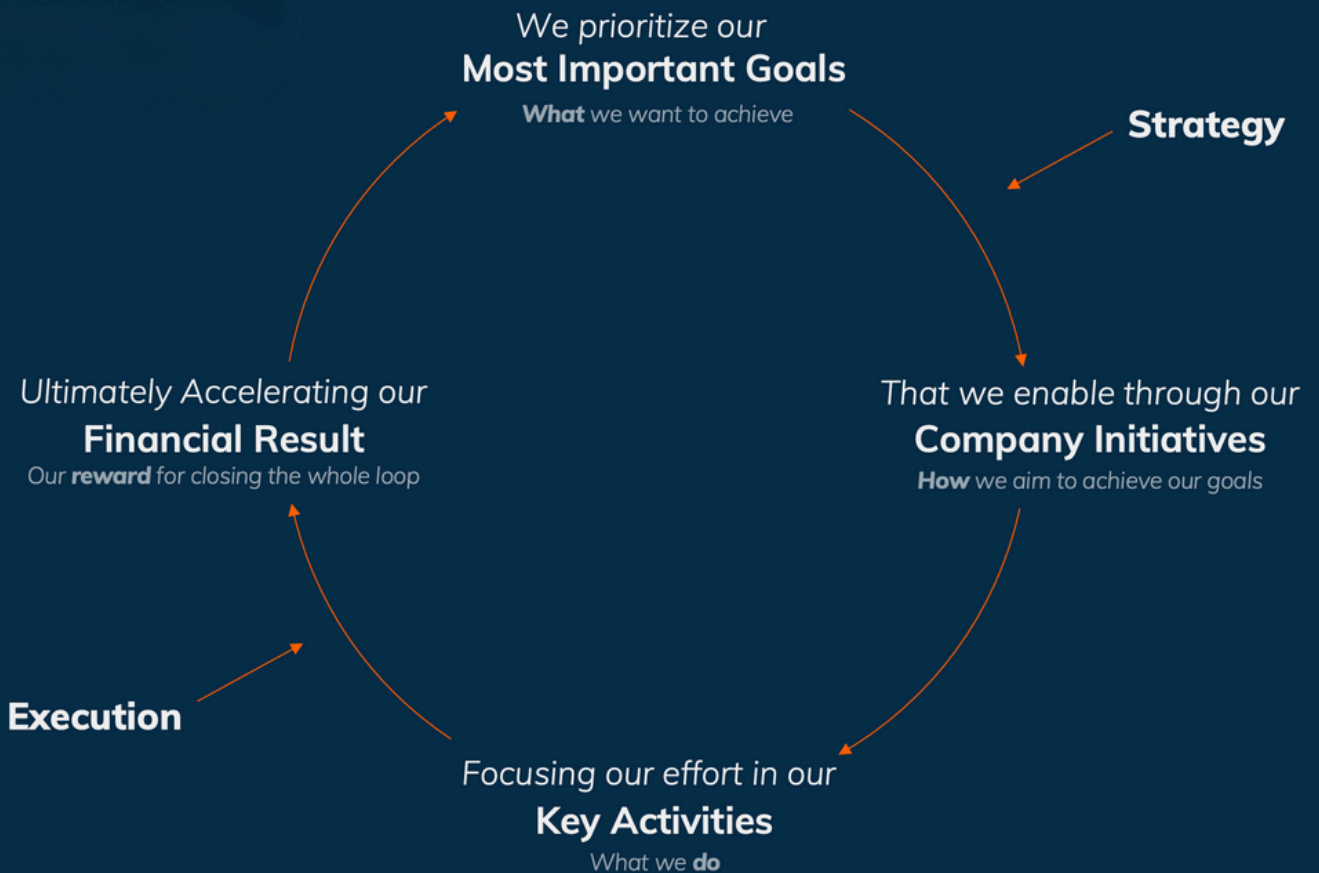 We prioritize our
Most Important Goals
What we want to achieve
Strategy
That we enable through our
Company Initiatives
How we aim to achieve our goals
Focusing our effort in our
Key Activities
What we do
Execution
Ultimately Accelerating our
Financial Result
Our reward for closing the whole loop